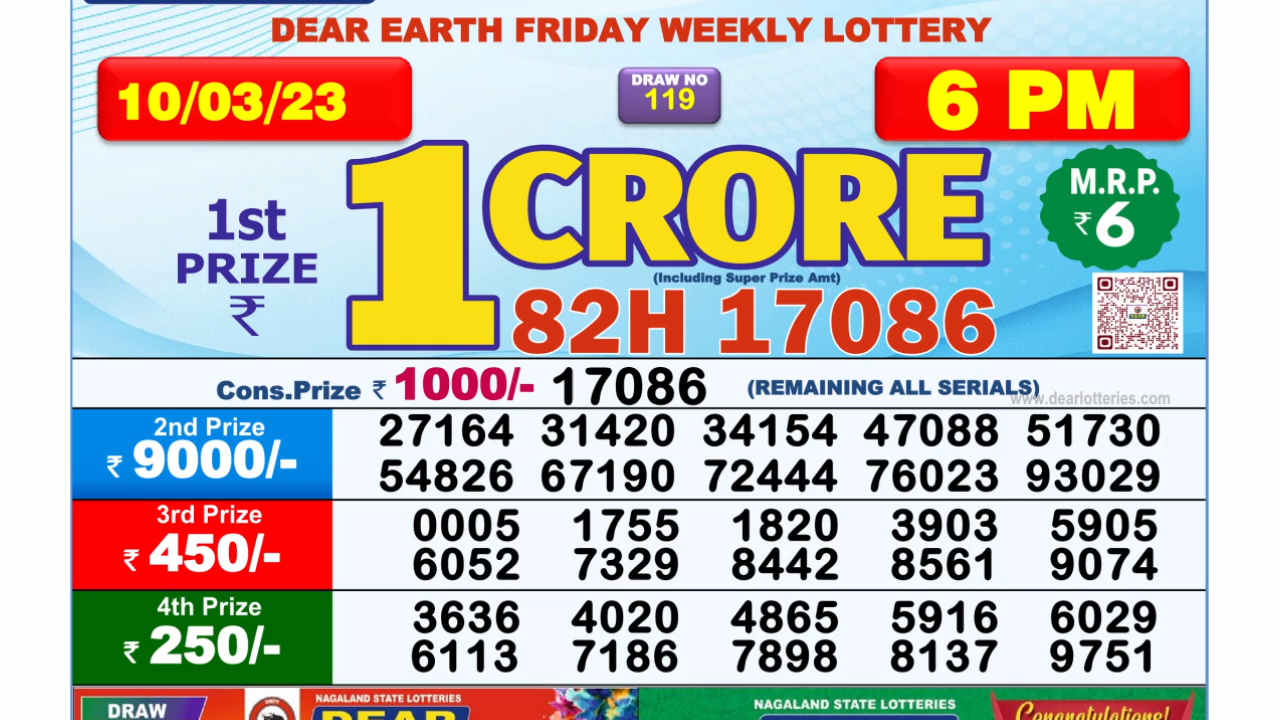 DEAR EARTH FRIDAY WEEKLY LOTTERY
10/03/23
DRAW NO
119
6 PM
1st
PRIZE
₹
1 CRORE
(Including Super Prize Amt)
82H 17086
M.R.P.
₹6
Cons.Prize ₹ 1000/- 17086 (REMAINING ALL SERIALS)
www.dearlotteries.com
2nd Prize
₹ 9000/-
27164 31420 34154 47088 51730
54826 67190 72444 76023 93029
3rd Prize
₹ 450/-
0005 1755 1820 3903 5905
6052 7329 8442 8561 9074
4th Prize
₹ 250/-
3636 4020 4865 5916 6029
6113 7186 7898 8137 9751
DRAW
NAGALAND STATE LOTTERIES
DEAR
NAGALAND STATE LOTTERIES
Congratulations!